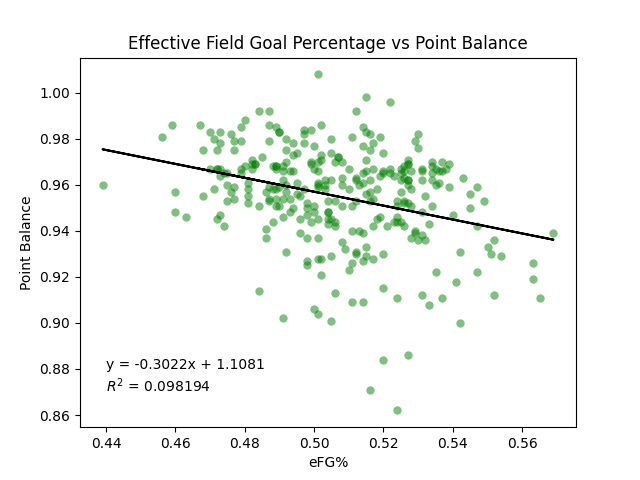 Effective Field Goal Percentage vs Point Balance
1.00
0.98
0.96
0.94
0.92
0.90
0.88
0.86
Point Balance
y = -0.3022x + 1.1081
R² = 0.098194
0.44 0.46 0.48 0.50 0.52 0.54 0.56
eFG%